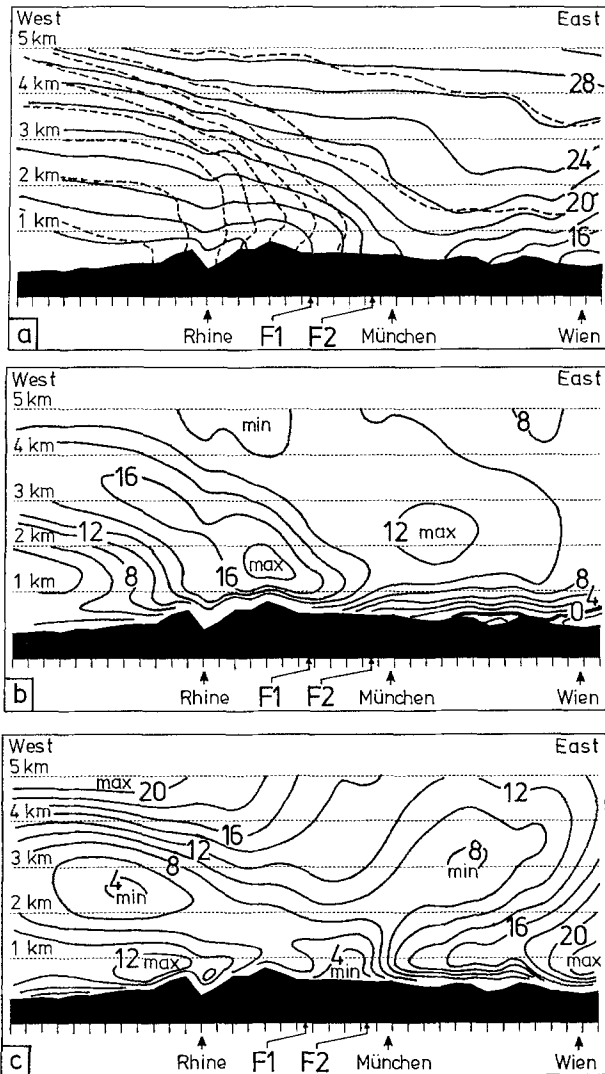 West East
5 km
28
4 km
3 km
24
2 km
20
1 km
16
a Rhine F1 F2 München Wien
West East
5 km
min 8
4 km
16
3 km
12 12 max
2 km
max
8 16
1 km
8
4
0
b Rhine F1 F2 München Wien
West East
5 km
max 20 12
4 km
16
12
3 km
8 8
min
4
min
2 km
16
20
1 km
12 max 4 max
min
c Rhine F1 F2 München Wien